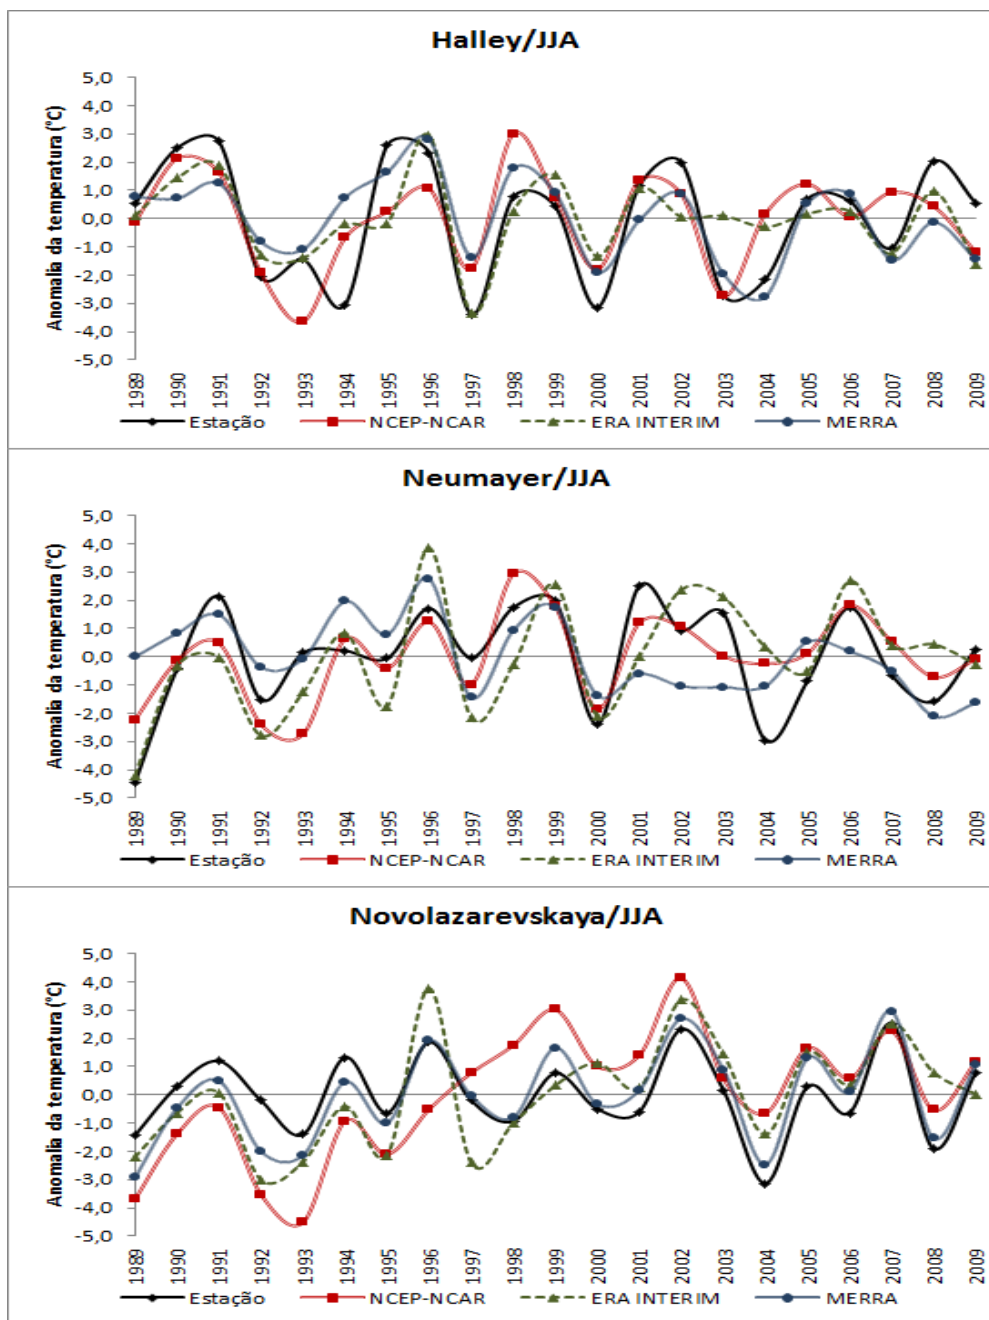 Halley/JJA
Anomalia da temperatura (°C)
5,0
4,0
3,0
2,0
1,0
0,0
-1,0
-2,0
-3,0
-4,0
-5,0
1989 1990 1991 1992 1993 1994 1995 1996 1997 1998 1999 2000 2001 2002 2003 2004 2005 2006 2007 2008 2009
Estação NCEP-NCAR ERA INTERIM MERRA
Neumayer/JJA
Anomalia da temperatura (°C)
5,0
4,0
3,0
2,0
1,0
0,0
-1,0
-2,0
-3,0
-4,0
-5,0
1989 1990 1991 1992 1993 1994 1995 1996 1997 1998 1999 2000 2001 2002 2003 2004 2005 2006 2007 2008 2009
Estação NCEP-NCAR ERA INTERIM MERRA
Novolazarevskaya/JJA
Anomalia da temperatura (°C)
5,0
4,0
3,0
2,0
1,0
0,0
-1,0
-2,0
-3,0
-4,0
-5,0
1989 1990 1991 1992 1993 1994 1995 1996 1997 1998 1999 2000 2001 2002 2003 2004 2005 2006 2007 2008 2009
Estação NCEP-NCAR ERA INTERIM MERRA